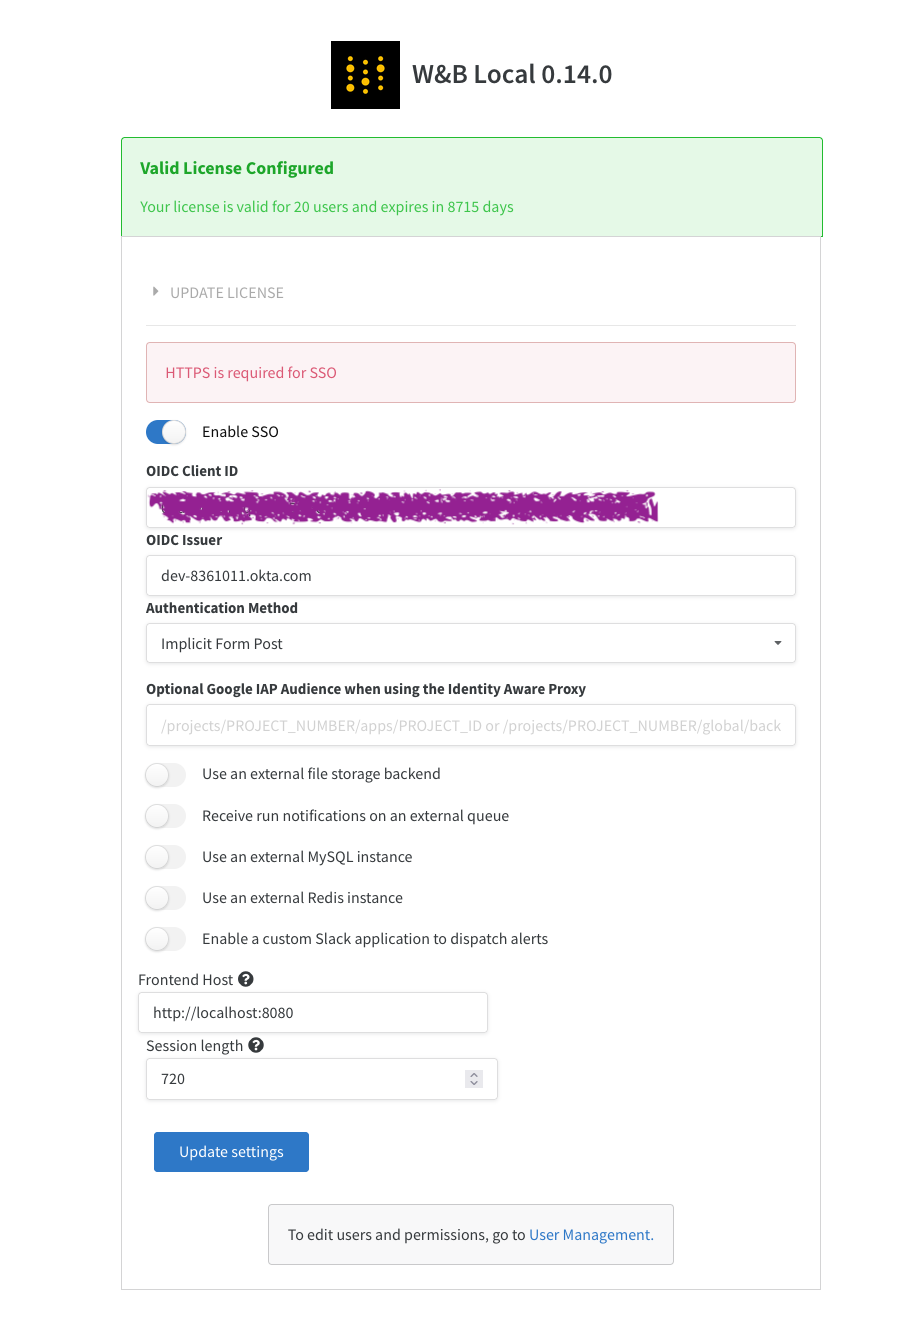 W&B Local 0.14.0
Valid License Configured
Your license is valid for 20 users and expires in 8715 days
UPDATE LICENSE
HTTPS is required for SSO
Enable SSO
OIDC Client ID
OIDC Issuer
dev-8361011.okta.com
Authentication Method
Implicit Form Post
Optional Google IAP Audience when using the Identity Aware Proxy
/projects/PROJECT_NUMBER/apps/PROJECT_ID or /projects/PROJECT_NUMBER/global/back
Use an external file storage backend
Receive run notifications on an external queue
Use an external MySQL instance
Use an external Redis instance
Enable a custom Slack application to dispatch alerts
Frontend Host
http://localhost:8080
Session length
720
Update settings
To edit users and permissions, go to User Management.